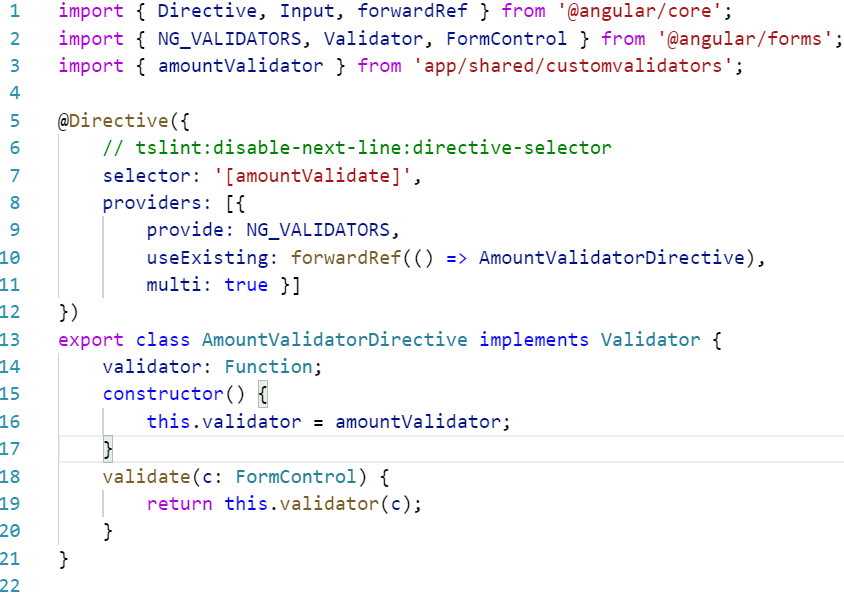 1 import { Directive, Input, forwardRef } from '@angular/core';
2 import { NG_VALIDATORS, Validator, FormControl } from '@angular/forms';
3 import { amountValidator } from 'app/shared/customvalidators';
4
5 @Directive({
6     // tslint:disable-next-line:directive-selector
7     selector: '[amountValidate]',
8     providers: [{
9         provide: NG_VALIDATORS,
10         useExisting: forwardRef(() => AmountValidatorDirective),
11         multi: true }]
12 })
13 export class AmountValidatorDirective implements Validator {
14     validator: Function;
15     constructor() {
16         this.validator = amountValidator;
17     }
18     validate(c: FormControl) {
19         return this.validator(c);
20     }
21 }
22